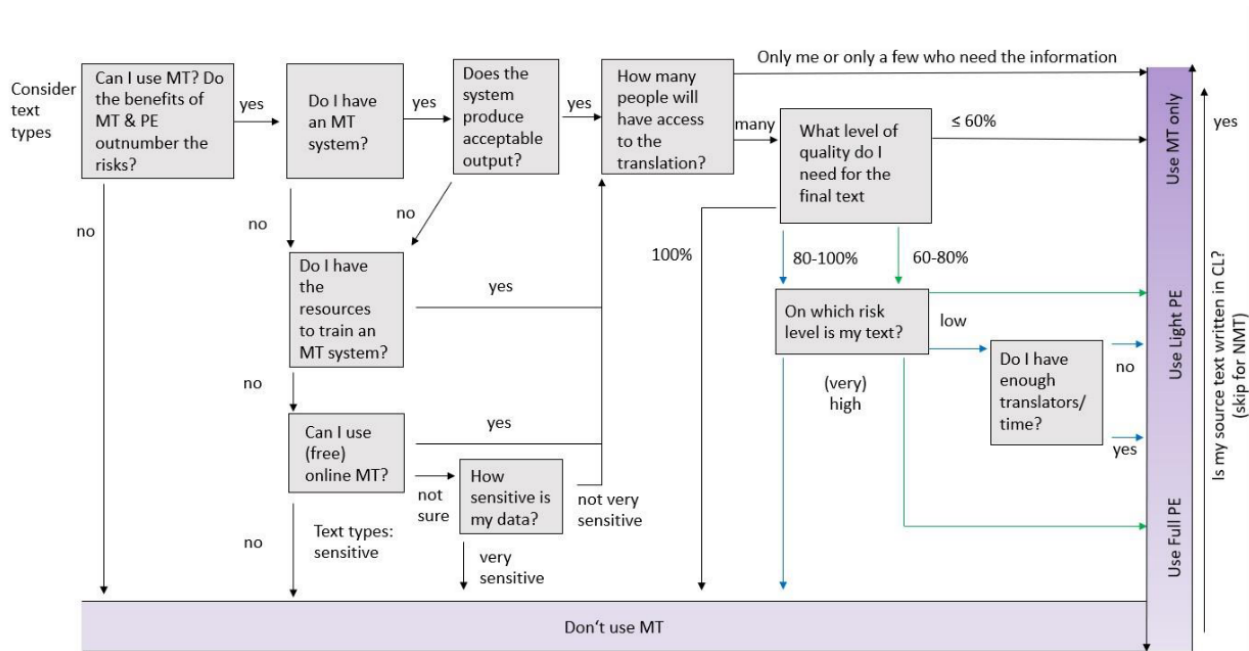 Only me or only a few who need the information
Consider
text
types
Can I use MT? Do
the benefits of
MT & PE
outnumber the
risks?
yes
Do I have
an MT
system?
yes
Does the
system
produce
acceptable
output?
yes
How many
people will
have access
to the
translation?
many
What level of
quality do I
need for the
final text
≤ 60%
no
no
no
100%
80-100%
60-80%
Do I have
the
resources
to train an
MT system?
yes
On which risk
level is my text?
low
Do I have
enough
translators/
time?
no
yes
(very)
high
no
Can I use
(free)
online MT?
yes
not
sure
How
sensitive is
my data?
not very
sensitive
no
Text types:
sensitive
very
sensitive
Don't use MT
Use MT only
Use Light PE
Use Full PE
yes
Is my source text written in CL?
(skip for NMT)